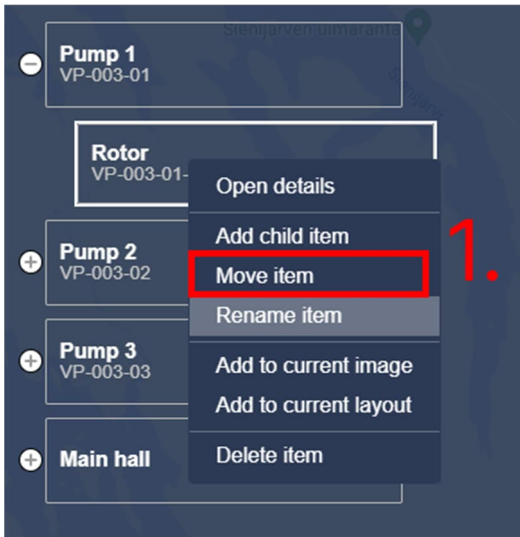 Sienijärven uimaranta
Pump 1
VP-003-01
Rotor
VP-003-01-
Open details
Add child item
1.
Move item
Pump 2
VP-003-02
Rename item
Pump 3
VP-003-03
Add to current image
Add to current layout
Main hall
Delete item